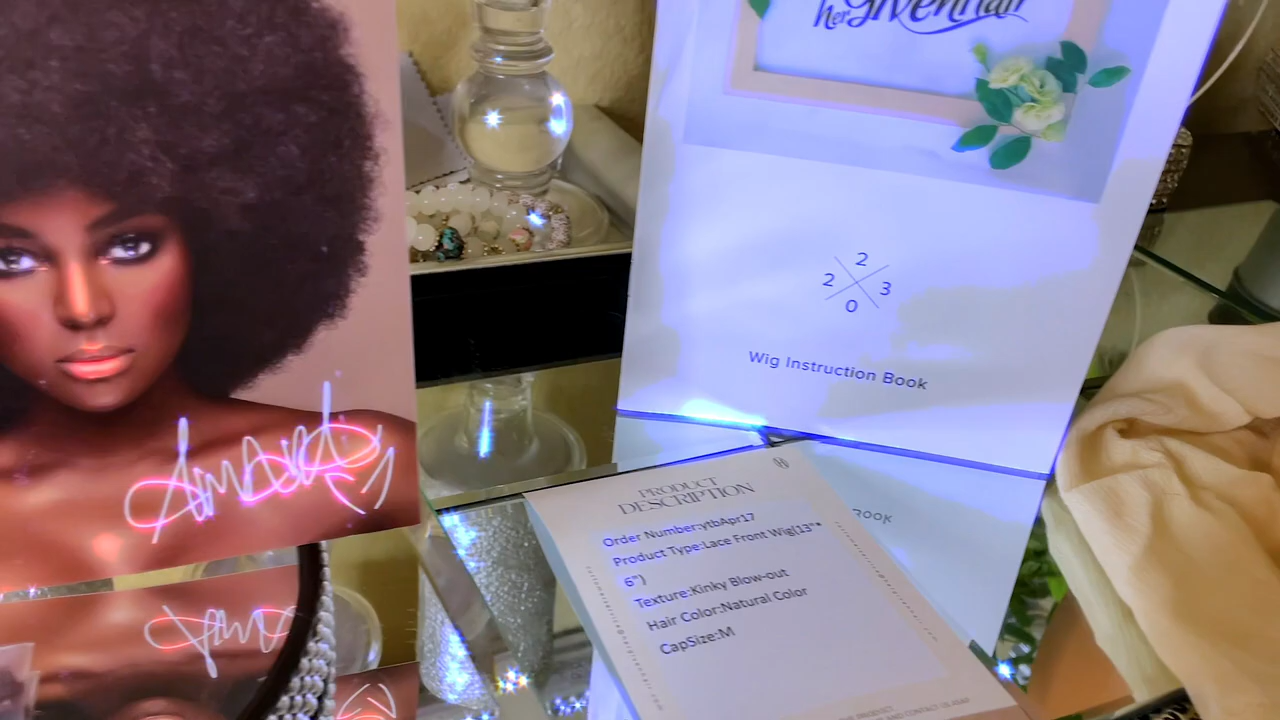 Amara
herGivenHair
2
2 3
0
Wig Instruction Book
PRODUCT
DESCRIPTION
Order Number:ytbApr17
Product Type:Lace Front Wig(13"*
6")
Texture:Kinky Blow-out
Hair Color:Natural Color
CapSize:M
BOOK